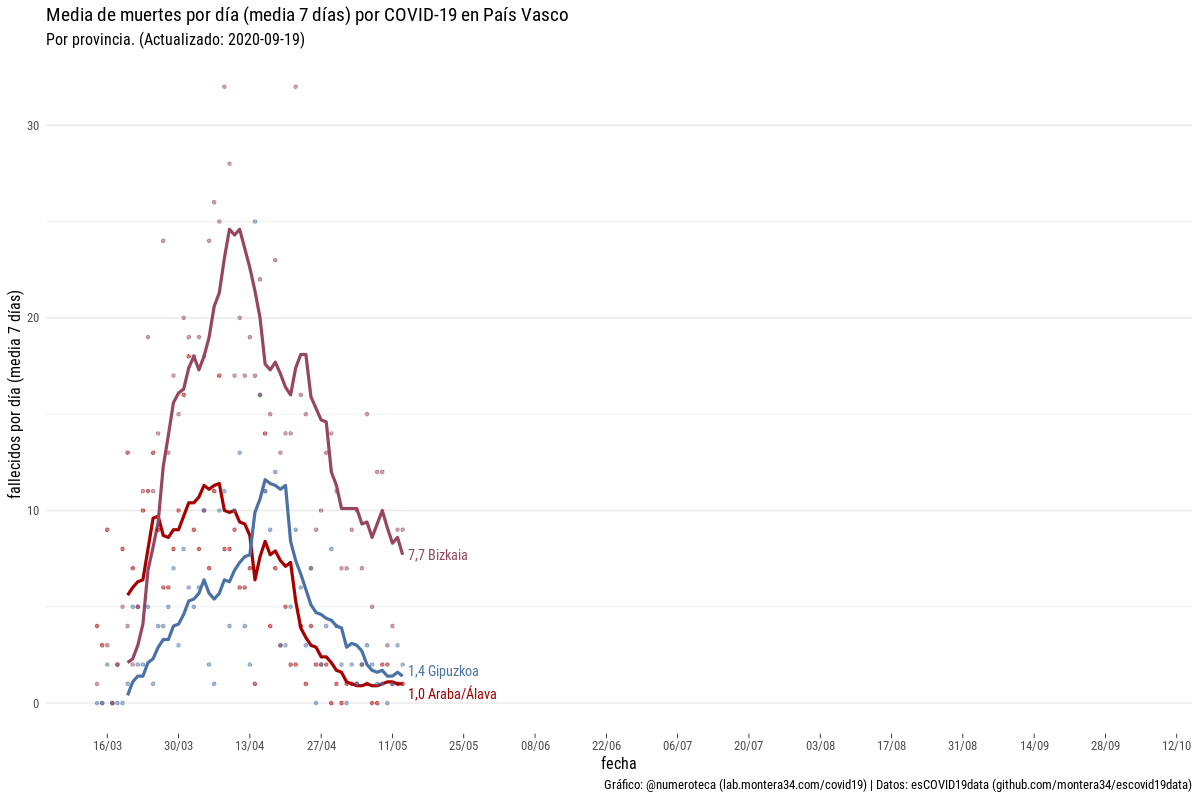 Media de muertes por día (media 7 días) por COVID-19 en País Vasco
Por provincia. (Actualizado: 2020-09-19)
fallecidos por día (media 7 días)
30
20
10
0
7,7 Bizkaia
1,4 Gipuzkoa
1,0 Araba/Álava
16/03 30/03 13/04 27/04 11/05 25/05 08/06 22/06 06/07 20/07 03/08 17/08 31/08 14/09 28/09 12/10
fecha
Gráfico: @numeroteca (lab.montera34.com/covid19) | Datos: esCOVID19data (github.com/montera34/escovid19data)